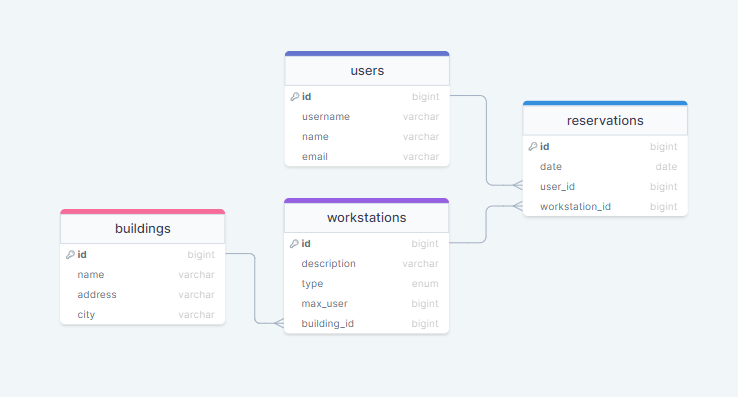 users
id bigint
username varchar
name varchar
email varchar
reservations
id bigint
date date
user_id bigint
workstation_id bigint
buildings
id bigint
name varchar
address varchar
city varchar
workstations
id bigint
description varchar
type enum
max_user bigint
building_id bigint